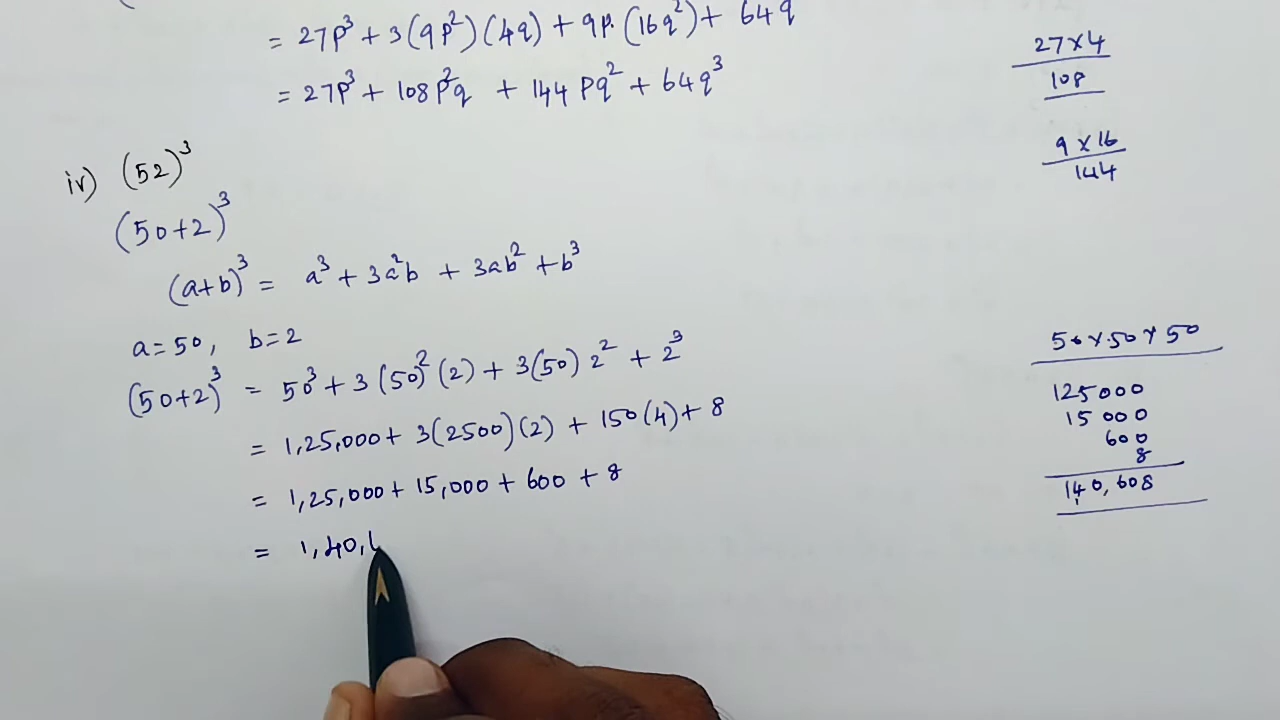 = 27p³ + 3(9p²)(4q) + 9p.(16q²) + 64q
= 27p³ + 108p²q + 144pq² + 64q³
27×4
108
9×16
144
iv) (52)³
(50+2)³
(a+b)³ = a³ + 3a²b + 3ab² + b³
a=50, b=2
(50+2)³ = 50³ + 3(50)²(2) + 3(50)2² + 2³
= 1,25,000 + 3(2500)(2) + 150(4) + 8
= 1,25,000 + 15,000 + 600 + 8
= 1,40,
50×50×50
125000
15000
600
8
140,608